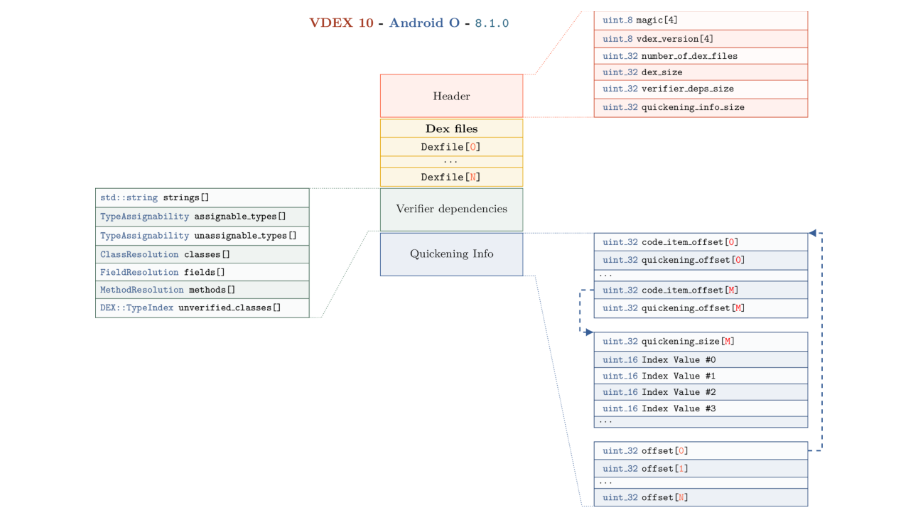 VDEX 10 - Android O - 8.1.0
uint_8 magic[4]
uint_8 vdex_version[4]
uint_32 number_of_dex_files
uint_32 dex_size
uint_32 verifier_deps_size
uint_32 quickening_info_size
Header
Dex files
Dexfile[0]
...
Dexfile[N]
Verifier dependencies
Quickening Info
std::string strings[]
TypeAssignability assignable_types[]
TypeAssignability unassignable_types[]
ClassResolution classes[]
FieldResolution fields[]
MethodResolution methods[]
DEX::TypeIndex unverified_classes[]
uint_32 code_item_offset[0]
uint_32 quickening_offset[0]
...
uint_32 code_item_offset[M]
uint_32 quickening_offset[M]
uint_32 quickening_size[M]
uint_16 Index Value #0
uint_16 Index Value #1
uint_16 Index Value #2
uint_16 Index Value #3
...
uint_32 offset[0]
uint_32 offset[1]
...
uint_32 offset[N]